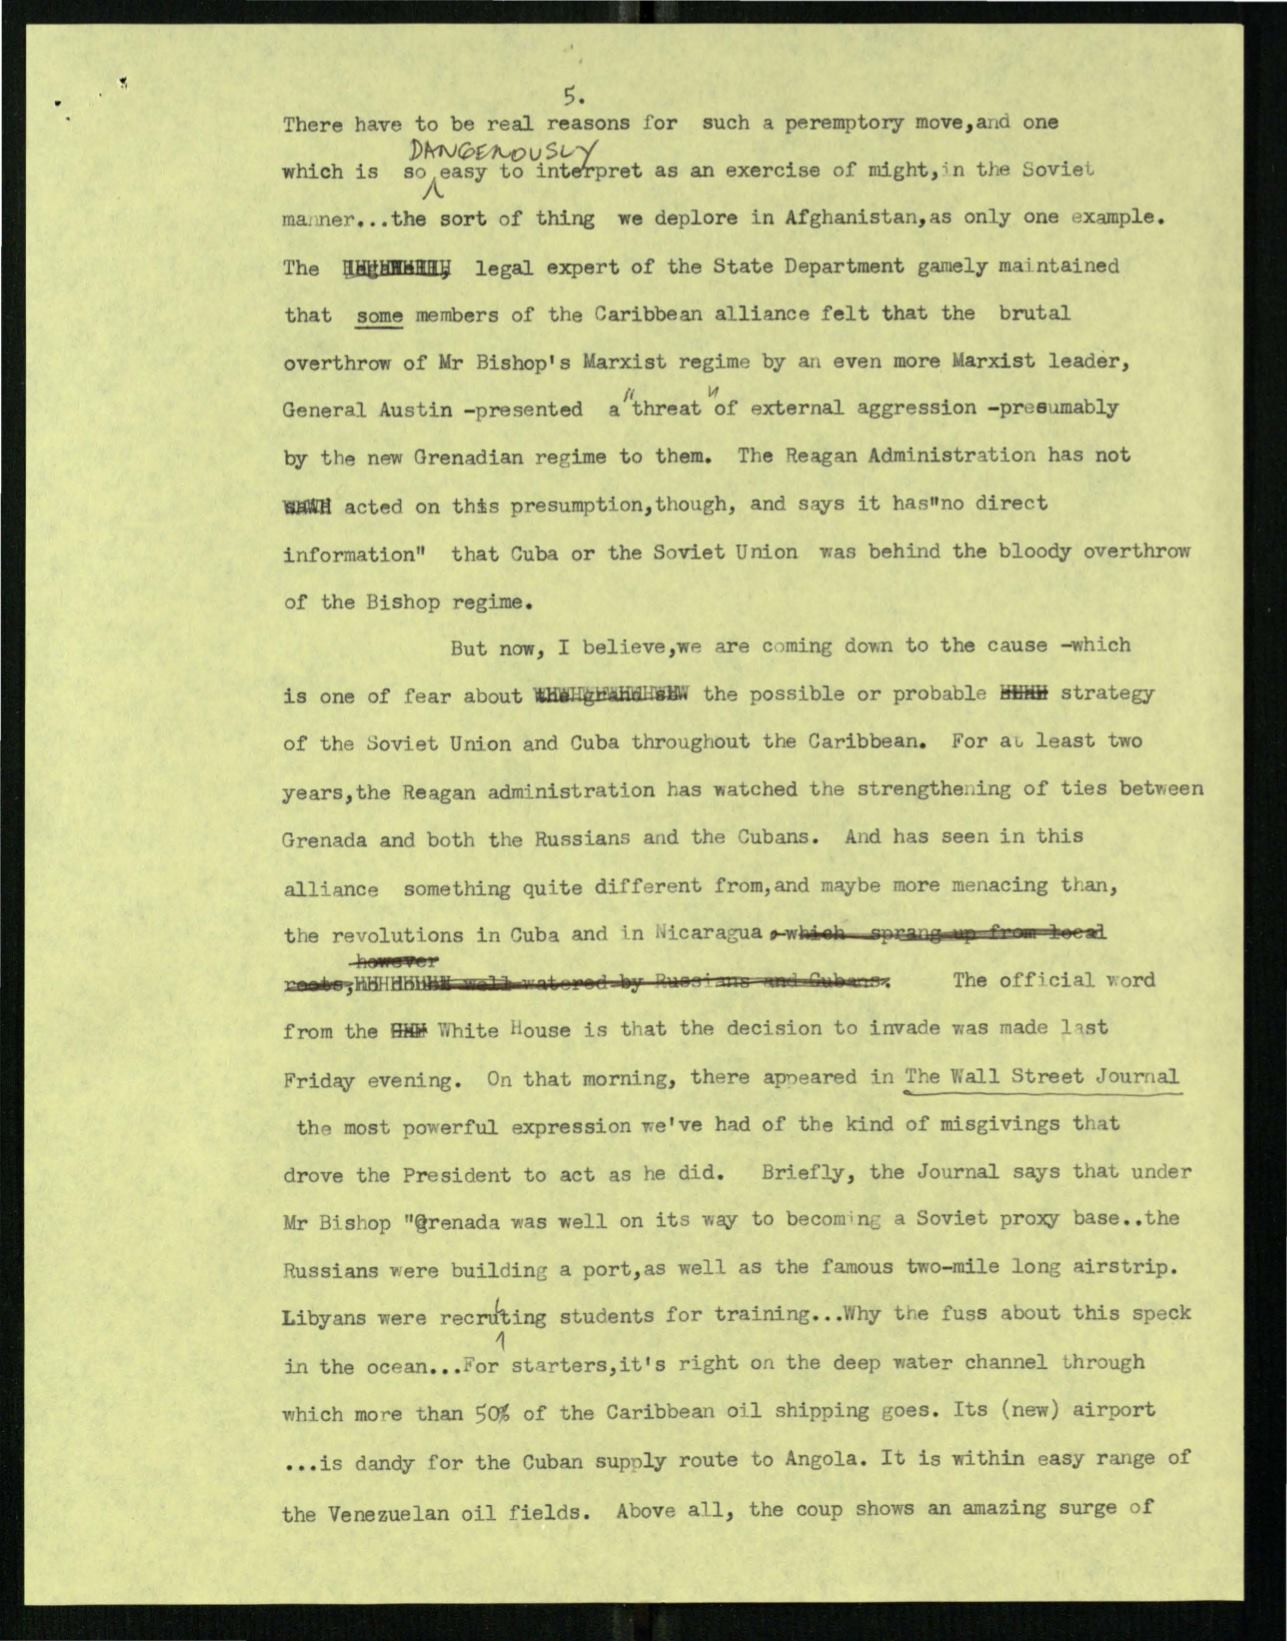 5.
There have to be real reasons for such a peremptory move,and one
DANGEROUSLY
which is so easy to interpret as an exercise of might,in the Soviet
manner...the sort of thing we deplore in Afghanistan,as only one example.
The legal expert of the State Department gamely maintained
that some members of the Caribbean alliance felt that the brutal
overthrow of Mr Bishop's Marxist regime by an even more Marxist leader,
General Austin -presented a "threat" of external aggression -presumably
by the new Grenadian regime to them. The Reagan Administration has not
acted on this presumption,though, and says it has"no direct
information" that Cuba or the Soviet Union was behind the bloody overthrow
of the Bishop regime.
But now, I believe,we are coming down to the cause -which
is one of fear about the possible or probable strategy
of the Soviet Union and Cuba throughout the Caribbean. For at least two
years,the Reagan administration has watched the strengthening of ties between
Grenada and both the Russians and the Cubans. And has seen in this
alliance something quite different from,and maybe more menacing than,
the revolutions in Cuba and in Nicaragua ,-which sprang up from local
however
roots, well watered by Russians and Cubans. The official word
from the White House is that the decision to invade was made last
Friday evening. On that morning, there appeared in The Wall Street Journal
the most powerful expression we've had of the kind of misgivings that
drove the President to act as he did. Briefly, the Journal says that under
Mr Bishop "Grenada was well on its way to becoming a Soviet proxy base..the
Russians were building a port,as well as the famous two-mile long airstrip.
Libyans were recruiting students for training...Why the fuss about this speck
in the ocean...For starters,it's right on the deep water channel through
which more than 50% of the Caribbean oil shipping goes. Its (new) airport
...is dandy for the Cuban supply route to Angola. It is within easy range of
the Venezuelan oil fields. Above all, the coup shows an amazing surge of